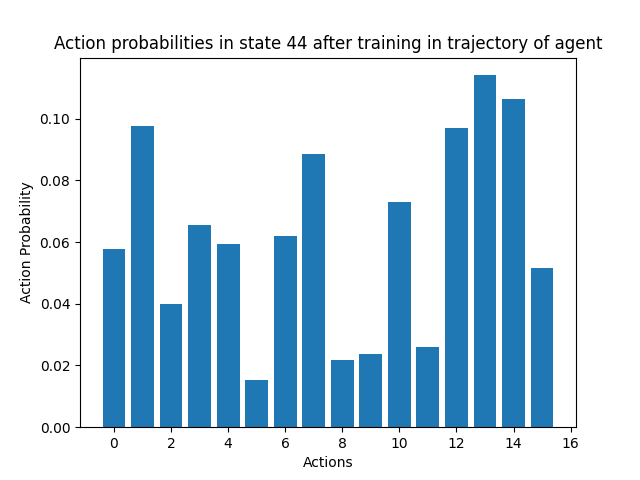 Action probabilities in state 44 after training in trajectory of agent
0.10
0.08
0.06
0.04
0.02
0.00
Action Probability
0 2 4 6 8 10 12 14 16
Actions